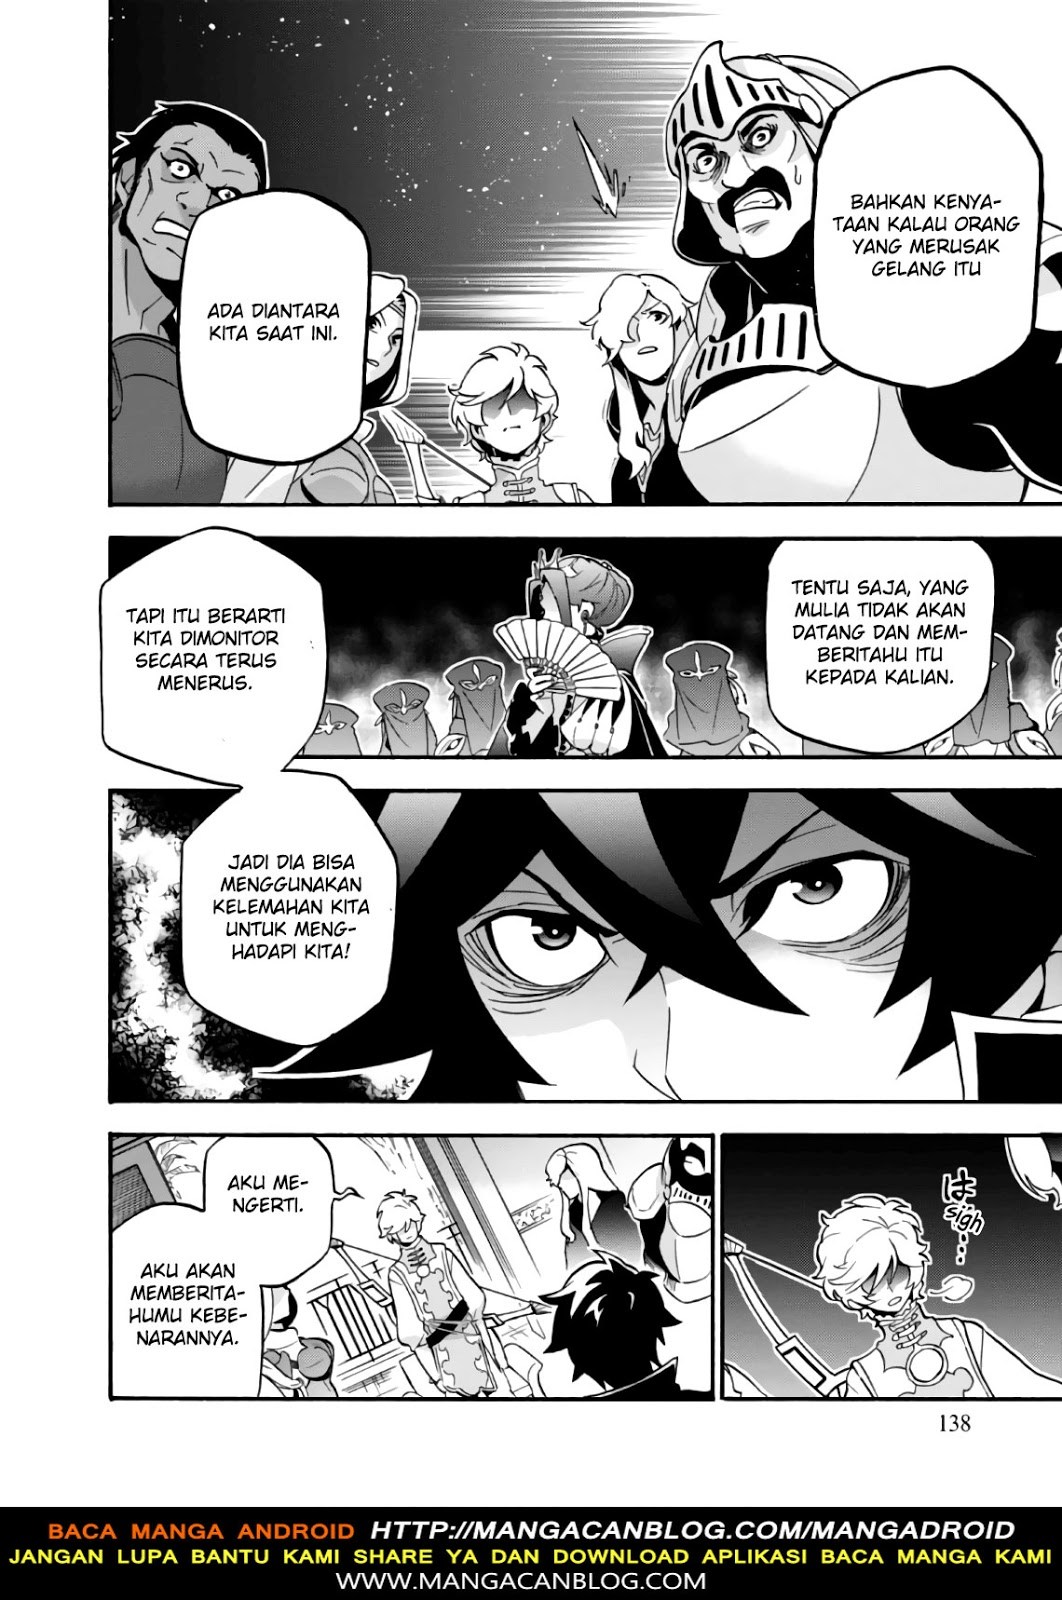 BAHKAN KENYA-
TAAN KALAU ORANG
YANG MERUSAK
GELANG ITU
ADA DIANTARA
KITA SAAT INI.
TENTU SAJA, YANG
MULIA TIDAK AKAN
DATANG DAN MEM-
BERITAHU ITU
KEPADA KALIAN.
TAPI ITU BERARTI
KITA DIMONITOR
SECARA TERUS
MENERUS.
JADI DIA BISA
MENGGUNAKAN
KELEMAHAN KITA
UNTUK MENG-
HADAPI KITA!
は…
sigh
AKU ME-
NGERTI.
AKU AKAN
MEMBERITA-
HUMU KEBE-
NARANNYA.
138
BACA MANGA ANDROID HTTP://MANGACANBLOG.COM/MANGADROID
JANGAN LUPA BANTU KAMI SHARE YA DAN DOWNLOAD APLIKASI BACA MANGA KAMI
WWW.MANGACANBLOG.COM